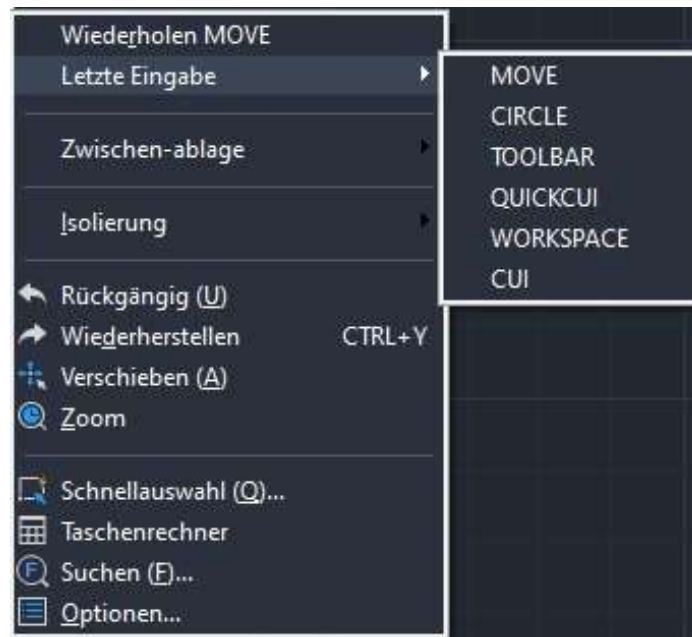 Wiederholen MOVE
Letzte Eingabe
MOVE
CIRCLE
TOOLBAR
QUICKCUI
WORKSPACE
CUI
Zwischen-ablage
Isolierung
Rückgängig (U)
Wiederherstellen CTRL+Y
Verschieben (A)
Zoom
Schnellauswahl (Q)...
Taschenrechner
Suchen (F)...
Optionen...